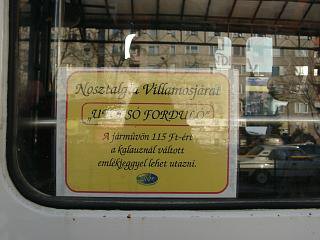 Nosztalgia Villamosjárat
„UTOLSÓ FORDULÓ”
A járművön 115 Ft-ért
a kalauznál váltott
emlékjeggyel lehet utazni.